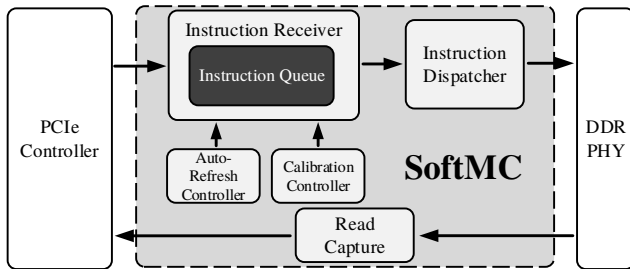 Instruction Receiver
Instruction Queue
Instruction
Dispatcher
PCIe
Controller
DDR
PHY
Auto-
Refresh
Controller
Calibration
Controller
SoftMC
Read
Capture